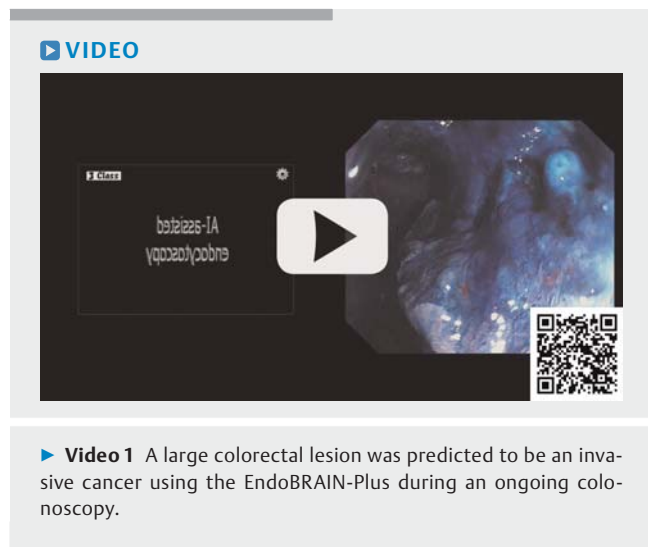 VIDEO
3 Class
AI-assisted
endocytoscopy
Video 1 A large colorectal lesion was predicted to be an inva-
sive cancer using the EndoBRAIN-Plus during an ongoing colo-
noscopy.